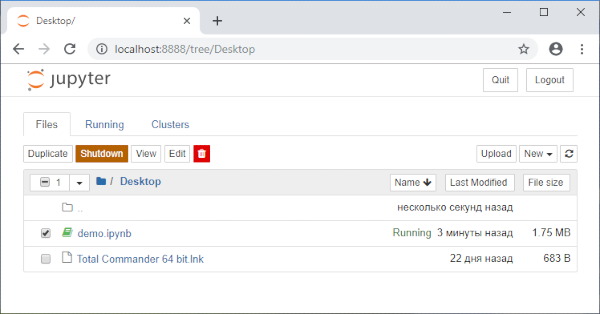 Desktop/
localhost:8888/tree/Desktop
jupyter
Quit Logout
Files Running Clusters
Duplicate Shutdown View Edit Upload New
1 / Desktop Name Last Modified File size
.. несколько секунд назад
demo.ipynb Running 3 минуты назад 1.75 MB
Total Commander 64 bit.lnk 22 дня назад 683 B